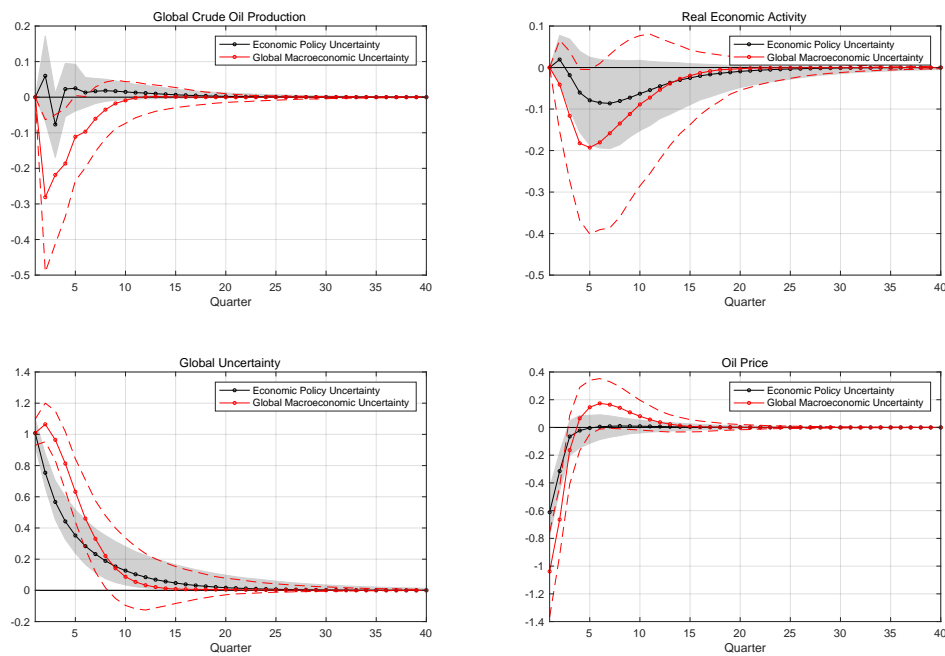 Global Crude Oil Production
0.2
0.1
0
-0.1
-0.2
-0.3
-0.4
-0.5
5 10 15 20 25 30 35 40
Quarter
Economic Policy Uncertainty
Global Macroeconomic Uncertainty
Real Economic Activity
0.1
0
-0.1
-0.2
-0.3
-0.4
-0.5
5 10 15 20 25 30 35 40
Quarter
Economic Policy Uncertainty
Global Macroeconomic Uncertainty
Global Uncertainty
1.4
1.2
1.0
0.8
0.6
0.4
0.2
0
-0.2
5 10 15 20 25 30 35 40
Quarter
Economic Policy Uncertainty
Global Macroeconomic Uncertainty
Oil Price
0.4
0.2
0
-0.2
-0.4
-0.6
-0.8
-1
-1.2
-1.4
5 10 15 20 25 30 35 40
Quarter
Economic Policy Uncertainty
Global Macroeconomic Uncertainty